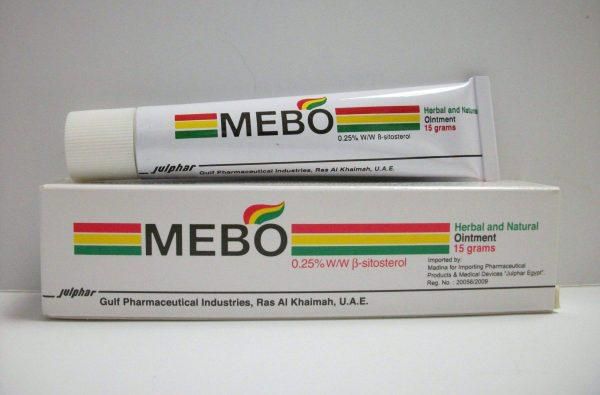 MEBO
0.25% W/W β-sitosterol
Herbal and Natural
Ointment
15 grams
julphar
Gulf Pharmaceutical Industries, Ras Al Khaimah, U.A.E.
MEBO
0.25% W/W β-sitosterol
Herbal and Natural
Ointment
15 grams
Imported by:
Madina for Importing Pharmaceutical
Products & Medical Devices "Julphar Egypt".
Reg. No. : 20056/2009
julphar
Gulf Pharmaceutical Industries, Ras Al Khaimah, U.A.E.